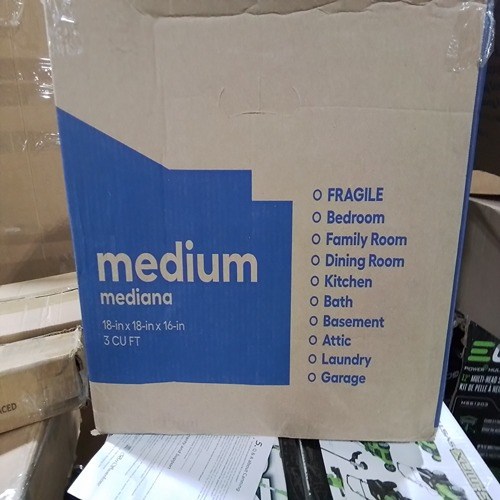 medium
mediana
18-in x 18-in x 16-in
3 CU FT
O FRAGILE
O Bedroom
O Family Room
O Dining Room
O Kitchen
O Bath
O Basement
O Attic
O Laundry
O Garage
ACED